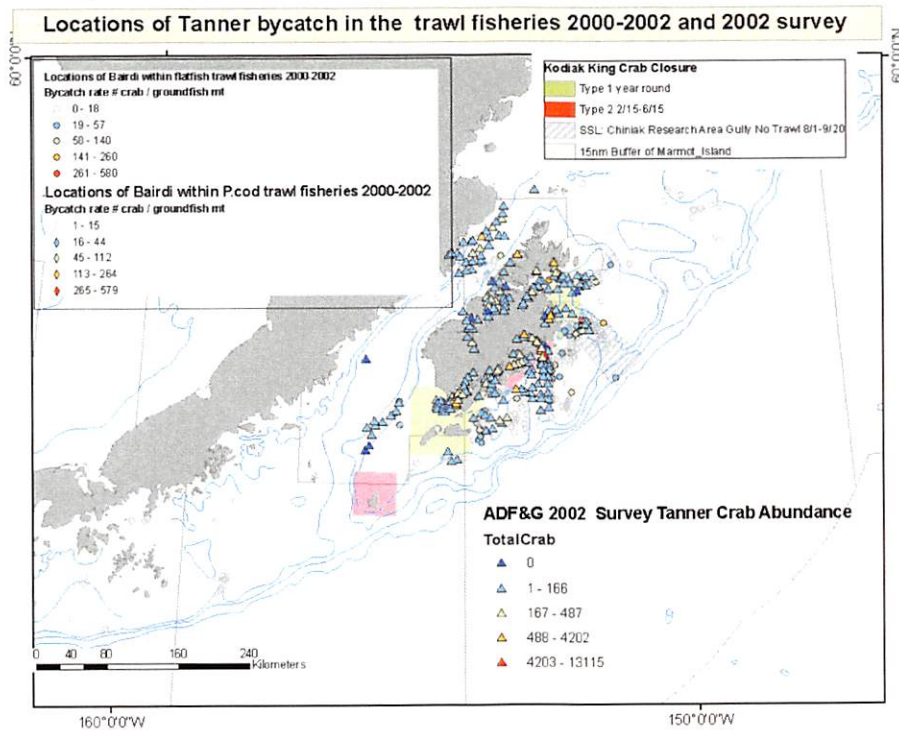 Locations of Tanner bycatch in the trawl fisheries 2000-2002 and 2002 survey
60°0'0"N
60°0'0"N
Locations of Bairdi within flatfish trawl fisheries 2000-2002
Bycatch rate # crab / groundfish mt
0 - 18
19 - 57
58 - 140
141 - 260
261 - 580
Locations of Bairdi within P.cod trawl fisheries 2000-2002
Bycatch rate # crab / groundfish mt
1 - 15
16 - 44
45 - 112
113 - 264
265 - 579
Kodiak King Crab Closure
Type 1 year round
Type 2 2/15-6/15
SSL: Chiniak Research Area Gully No Trawl 8/1-9/20
15nm Buffer of Marmot_Island
ADF&G 2002 Survey Tanner Crab Abundance
TotalCrab
0
1 - 166
167 - 487
488 - 4202
4203 - 13115
0 40 80 160 240
Kilometers
160°0'0"W
150°0'0"W